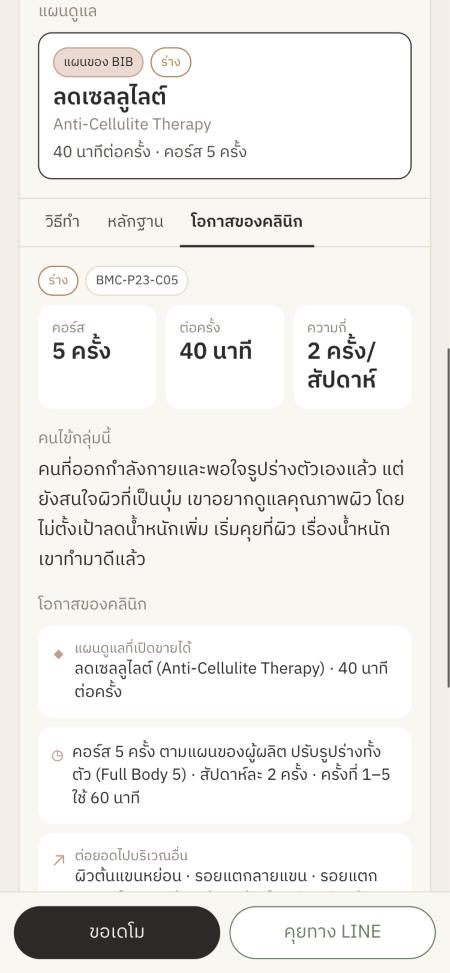 แผนดูแล
แผนของ BIB
ร่าง
ลดเซลลูไลต์
Anti-Cellulite Therapy
40 นาทีต่อครั้ง · คอร์ส 5 ครั้ง
วิธีทำ หลักฐาน โอกาสของคลินิก
ร่าง BMC-P23-C05
คอร์ส
5 ครั้ง
ต่อครั้ง
40 นาที
ความถี่
2 ครั้ง/
สัปดาห์
คนไข้กลุ่มนี้
คนที่ออกกำลังกายและพอใจรูปร่างตัวเองแล้ว แต่
ยังสนใจผิวที่เป็นบุ๋ม เขาอยากดูแลคุณภาพผิว โดย
ไม่ตั้งเป้าลดน้ำหนักเพิ่ม เริ่มคุยที่ผิว เรื่องน้ำหนัก
เขาทำมาดีแล้ว
โอกาสของคลินิก
แผนดูแลที่เปิดขายได้
ลดเซลลูไลต์ (Anti-Cellulite Therapy) · 40 นาที
ต่อครั้ง
คอร์ส 5 ครั้ง ตามแผนของผู้ผลิต ปรับรูปร่างทั้ง
ตัว (Full Body 5) · สัปดาห์ละ 2 ครั้ง · ครั้งที่ 1–5
ใช้ 60 นาที
ต่อยอดไปบริเวณอื่น
ผิวต้นแขนหย่อน · รอยแตกลายแขน · รอยแตก
ขอเดโม
คุยทาง LINE